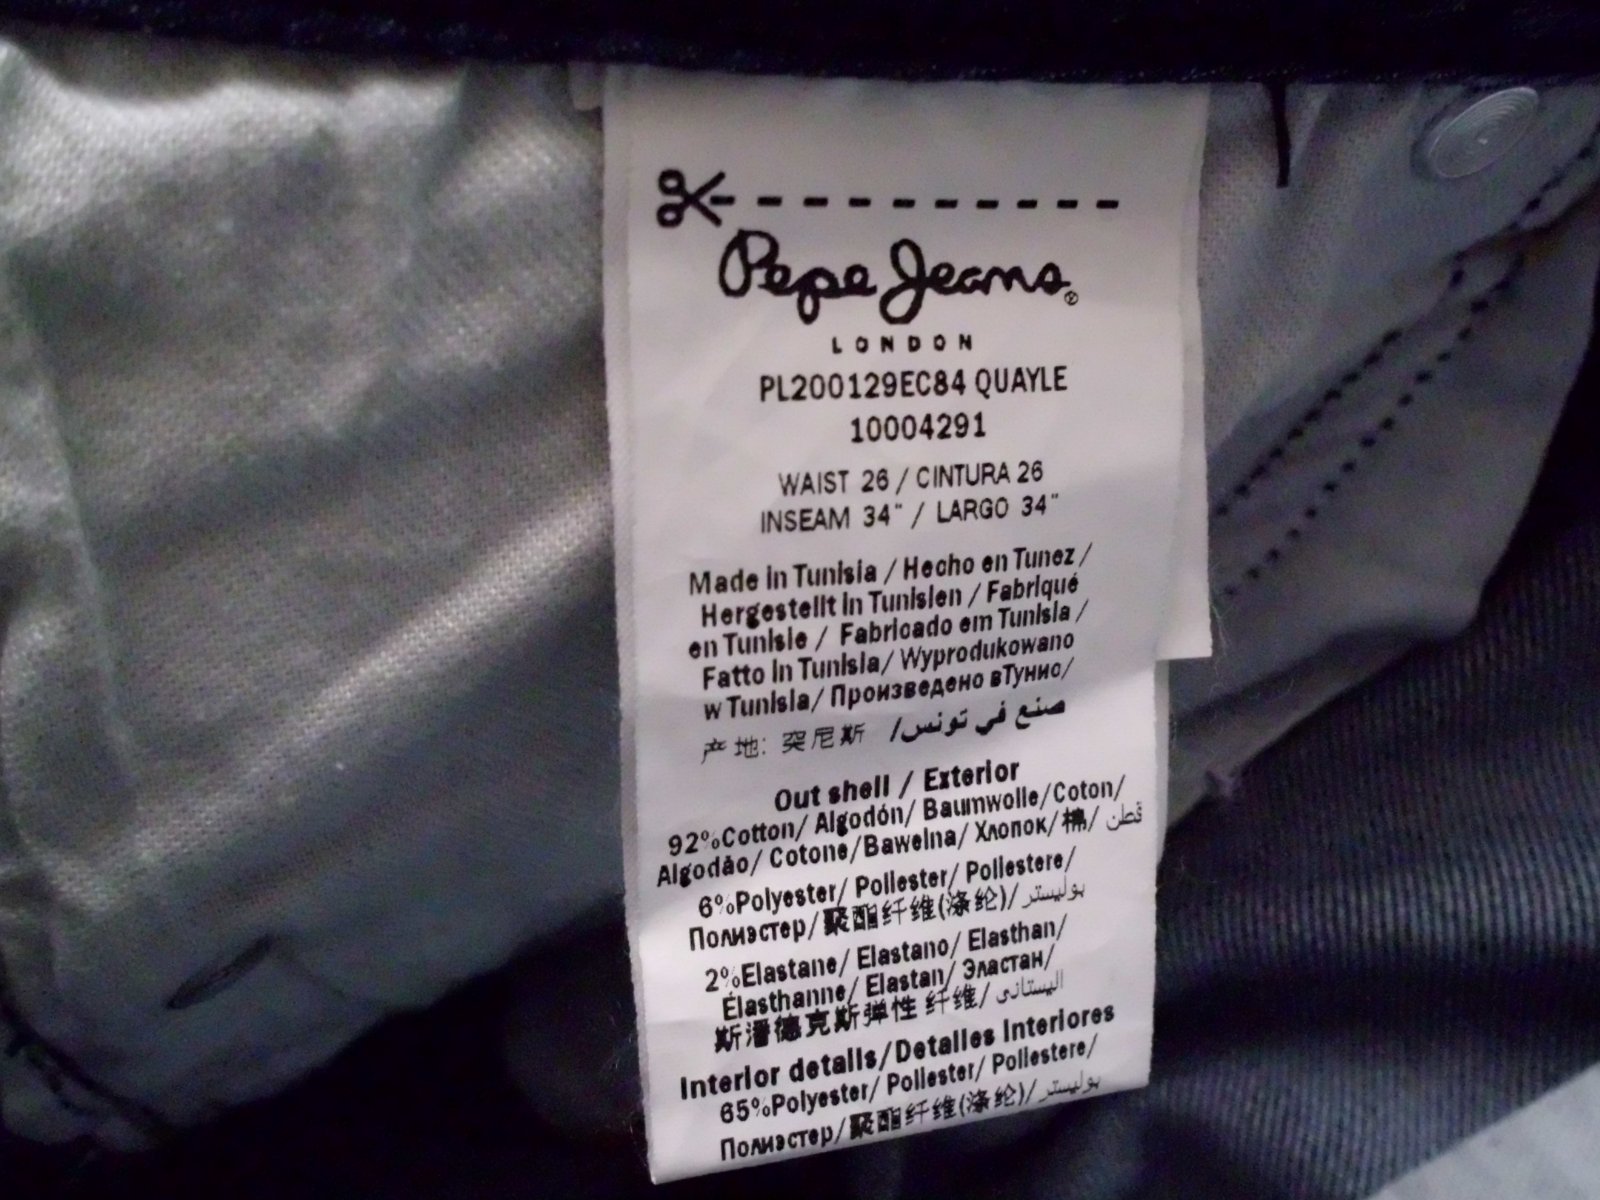 Pepe Jeans®
LONDON
PL200129EC84 QUAYLE
10004291
WAIST 26 / CINTURA 26
INSEAM 34" / LARGO 34"
Made in Tunisia / Hecho en Tunez /
Hergestellt in Tunisien / Fabriqué
en Tunisie / Fabricado em Tunisia /
Fatto in Tunisia/ Wyprodukowano
w Tunisia/ Произведено вТунис/
صنع في تونس/ 产地: 突尼斯
Out shell / Exterior
92%Cotton/ Algodón/ Baumwolle/Coton/
Algodão/ Cotone/Bawelna/ Хлопок/棉/ قطن
6%Polyester/ Poliester/ Poliestere/
Полиэстер/聚酯纤维(涤纶)/ بوليستر
2%Elastane/ Elastano/ Elasthan/
Élasthanne/ Elastan/ Эластан/
斯潘德克斯弹性 纤维/ اليستانى
Interior details/Detalles Interiores
65%Polyester/ Poliester/ Poliestere/
Полиэстер/聚酯纤维(涤纶)/ بوليستر